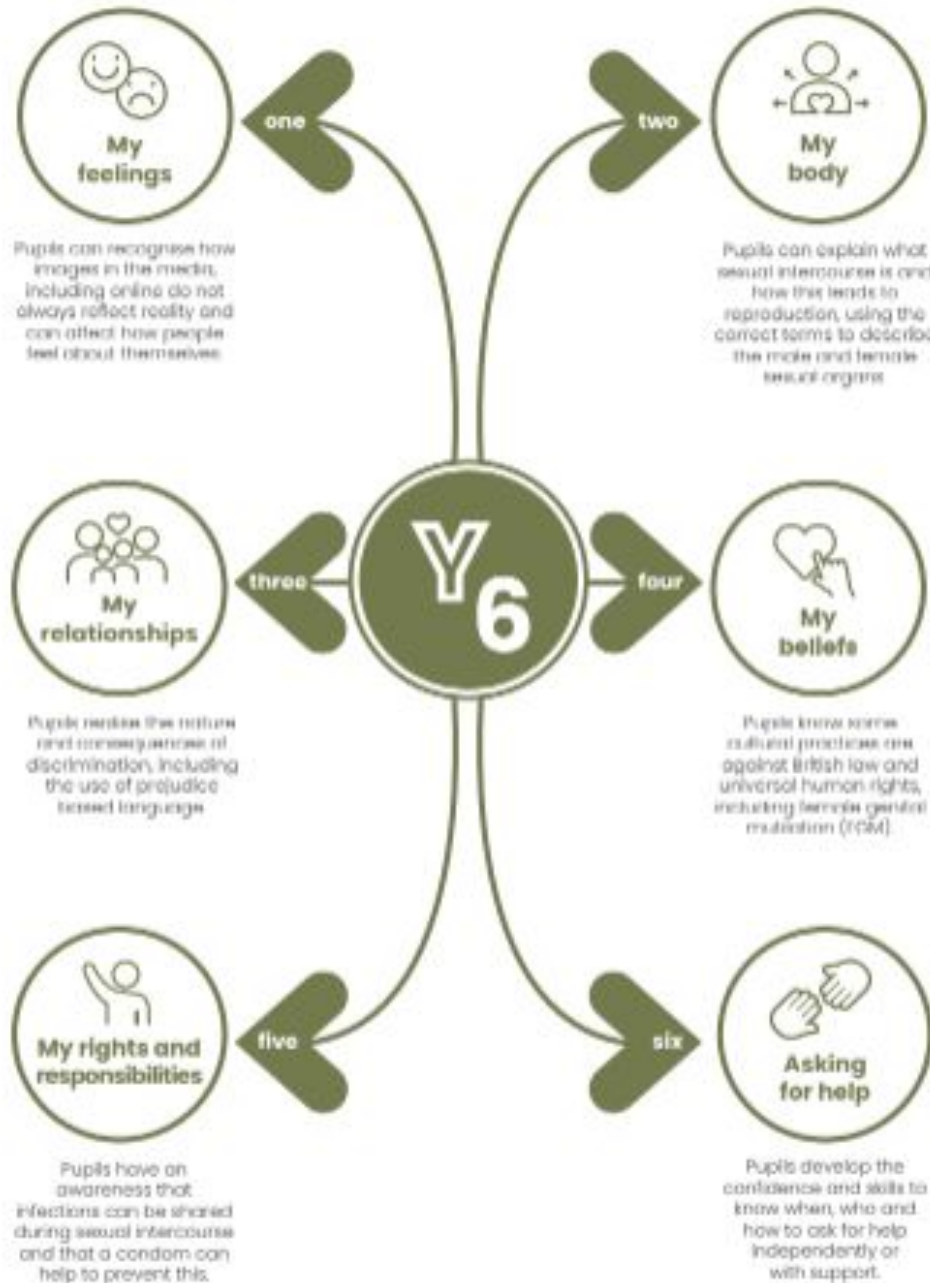 one
My
feelings
Pupils can recognise how
images in the media,
including online do not
always reflect reality and
can affect how people
feel about themselves
two
My
body
Pupils can explain what
sexual intercourse is and
how this leads to
reproduction, using the
correct terms to describe
the male and female
sexual organs
Y6
three
My
relationships
Pupils realise the nature
and consequences of
discrimination, including
the use of prejudice
based language
four
My
beliefs
Pupils know some
cultural practices are
against British law and
universal human rights,
including female genital
mutilation (FGM)
five
My rights and
responsibilities
Pupils have an
awareness that
infections can be shared
during sexual intercourse
and that a condom can
help to prevent this.
six
Asking
for help
Pupils develop the
confidence and skills to
know when, who and
how to ask for help
independently or
with support.